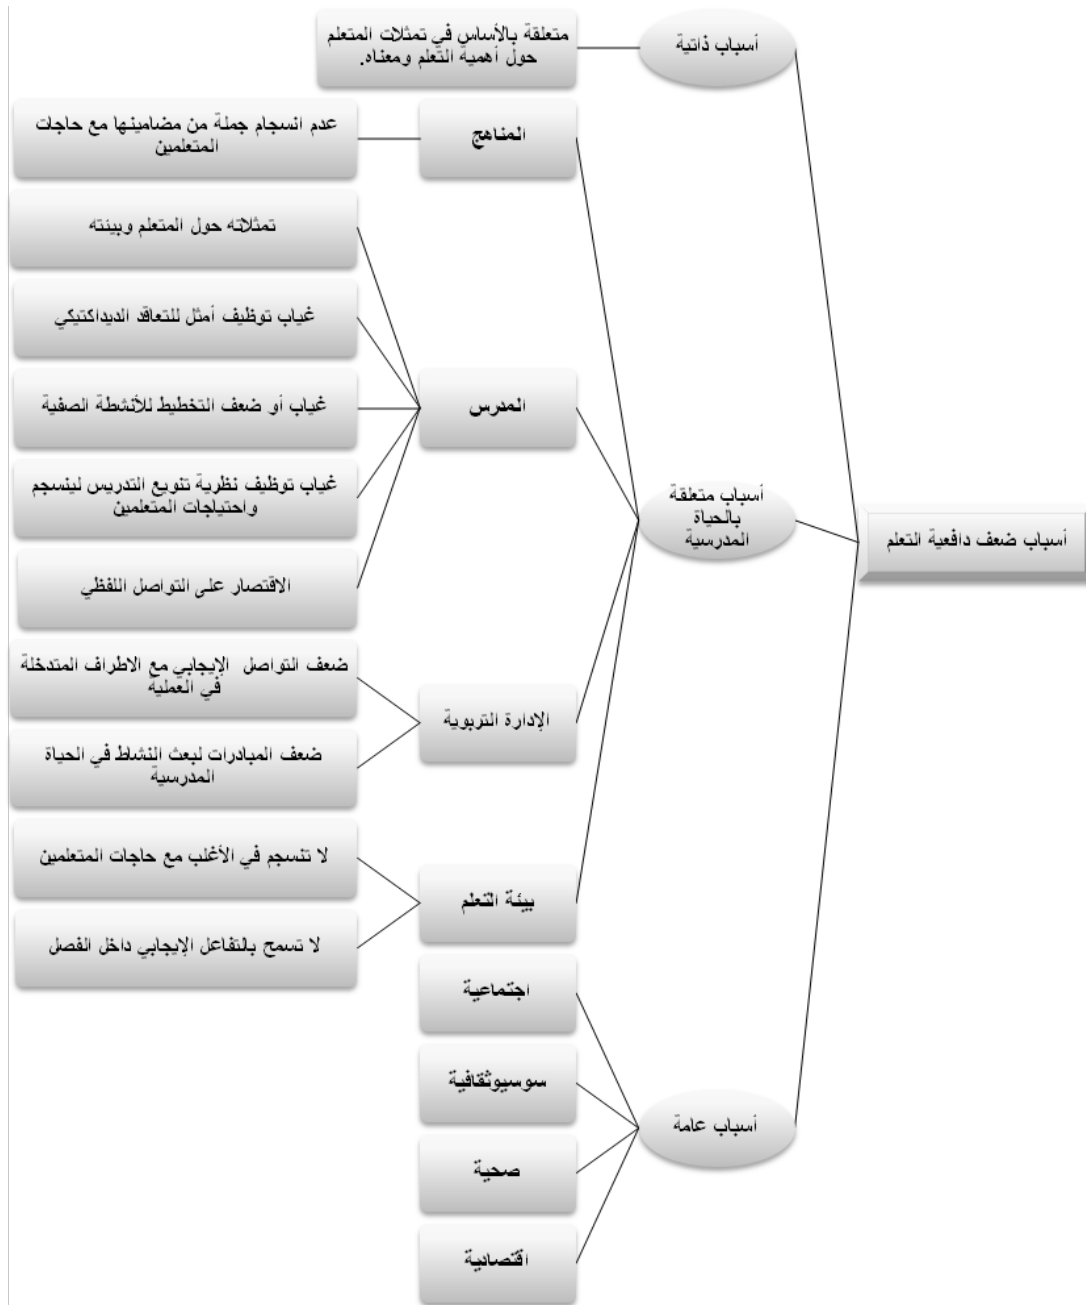 أسباب ضعف دافعية التعلم
أسباب ذاتية
متعلقة بالأساس في تمثلات المتعلم
حول أهمية التعلم ومعناه.
أسباب متعلقة
بالحياة
المدرسية
المناهج
عدم انسجام جملة من مضامينها مع حاجات
المتعلمين
المدرس
تمثلاته حول المتعلم وبيئته
غياب توظيف أمثل للتعاقد الديداكتيكي
غياب أو ضعف التخطيط للأنشطة الصفية
غياب توظيف نظرية تنويع التدريس لينسجم
واحتياجات المتعلمين
الاقتصار على التواصل اللفظي
الإدارة التربوية
ضعف التواصل الإيجابي مع الاطراف المتدخلة
في العملية
ضعف المبادرات لبعث النشاط في الحياة
المدرسية
بيئة التعلم
لا تنسجم في الأغلب مع حاجات المتعلمين
لا تسمح بالتفاعل الإيجابي داخل الفصل
أسباب عامة
اجتماعية
سوسيوثقافية
صحية
اقتصادية